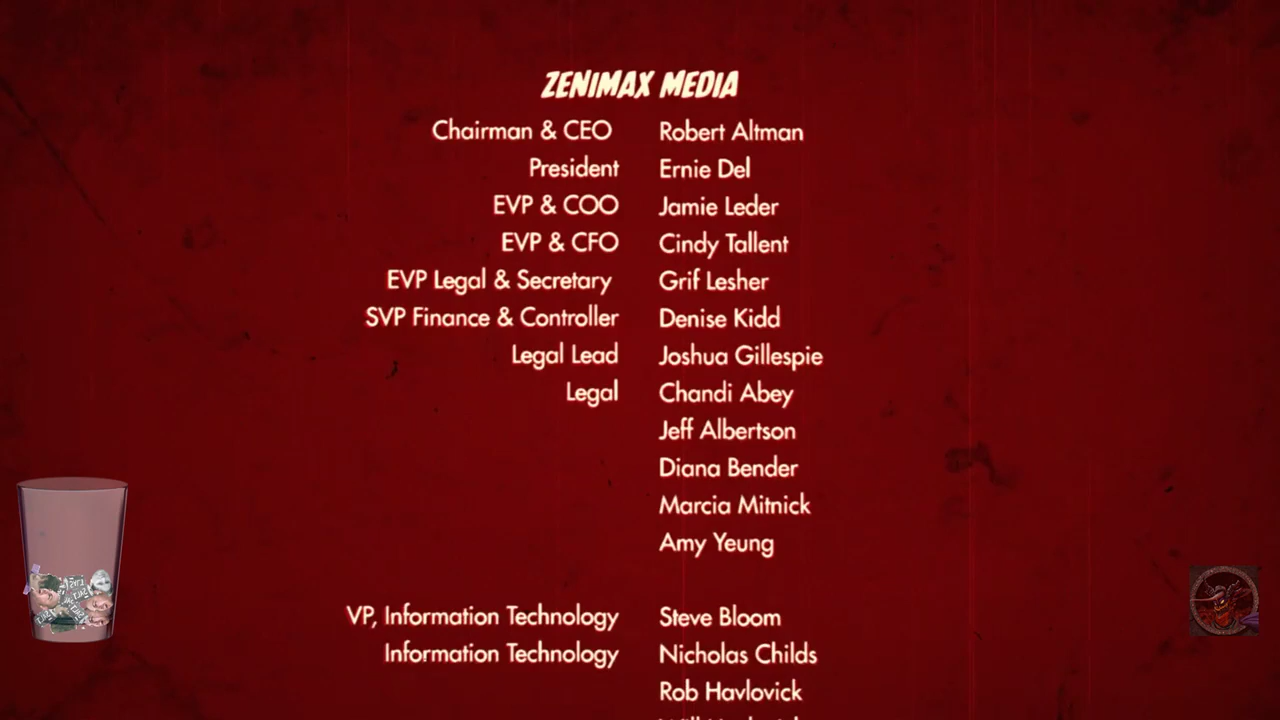 ZENIMAX MEDIA
Chairman & CEO Robert Altman
President Ernie Del
EVP & COO Jamie Leder
EVP & CFO Cindy Tallent
EVP Legal & Secretary Grif Lesher
SVP Finance & Controller Denise Kidd
Legal Lead Joshua Gillespie
Legal Chandi Abey
Jeff Albertson
Diana Bender
Marcia Mitnick
Amy Yeung
VP, Information Technology Steve Bloom
Information Technology Nicholas Childs
Rob Havlovick